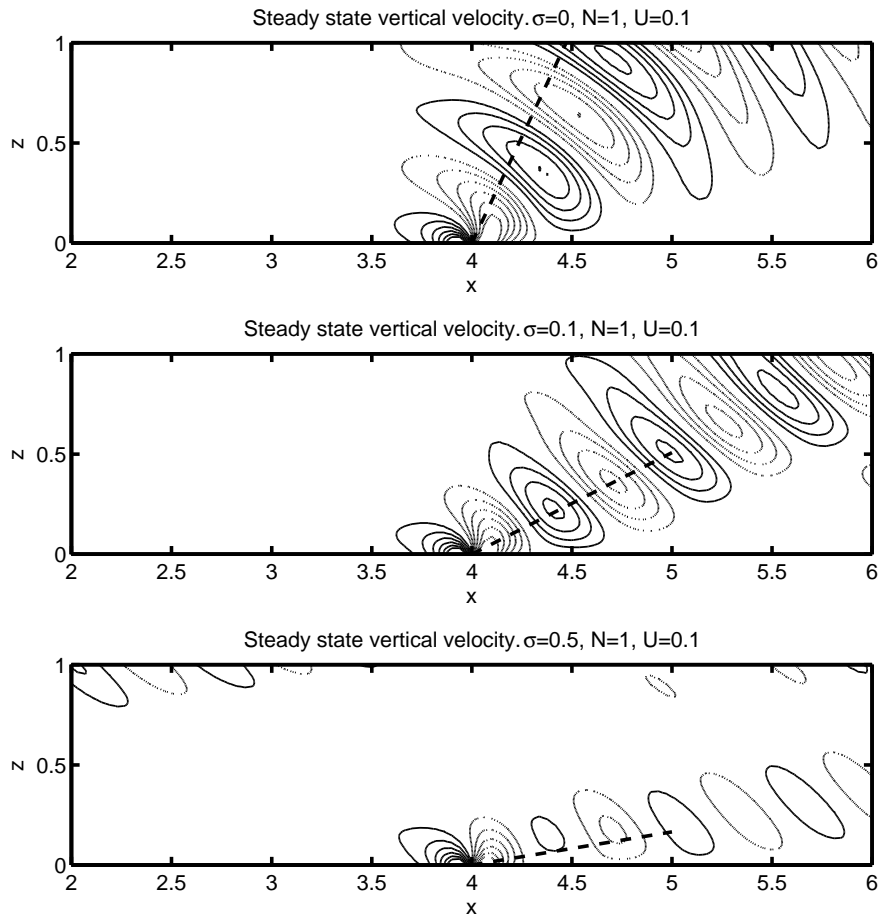 Steady state vertical velocity. σ=0, N=1, U=0.1
1
0.5
0
z
2 2.5 3 3.5 4 4.5 5 5.5 6
x
Steady state vertical velocity. σ=0.1, N=1, U=0.1
1
0.5
0
z
2 2.5 3 3.5 4 4.5 5 5.5 6
x
Steady state vertical velocity. σ=0.5, N=1, U=0.1
1
0.5
0
z
2 2.5 3 3.5 4 4.5 5 5.5 6
x